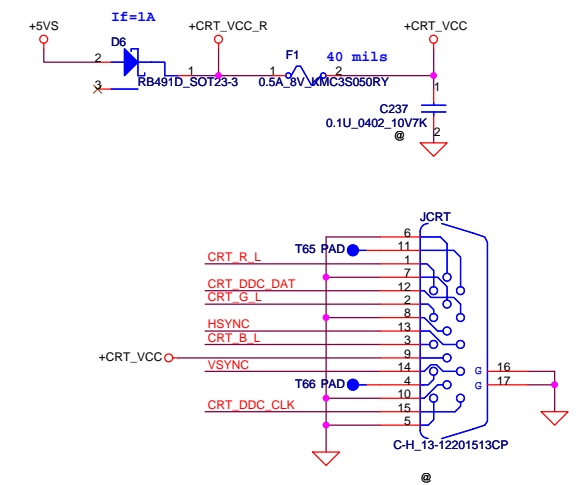 If=1A
+5VS
+CRT_VCC_R
+CRT_VCC
D6
F1
40 mils
2
1
1
2
3
RB491D_SOT23-3
0.5A_8V_KMC3S050RY
1
C237
0.1U_0402_10V7K
2
@
JCRT
6
T65 PAD
11
CRT_R_L
1
7
CRT_DDC_DAT
12
CRT_G_L
2
8
HSYNC
13
CRT_B_L
3
+CRT_VCC
9
VSYNC
14
G
16
T66 PAD
4
G
17
10
CRT_DDC_CLK
15
5
C-H_13-12201513CP
@